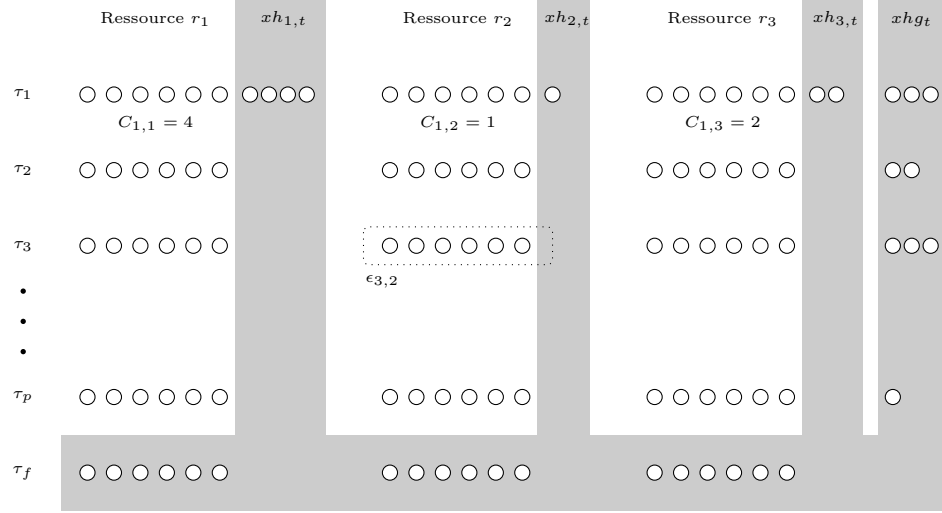 Ressource r₁ xh₁,ₜ Ressource r₂ xh₂,ₜ Ressource r₃ xh₃,ₜ xhgₜ
τ₁
C₁,₁ = 4 C₁,₂ = 1 C₁,₃ = 2
τ₂
τ₃
ϵ₃,₂
τₚ
τ_f